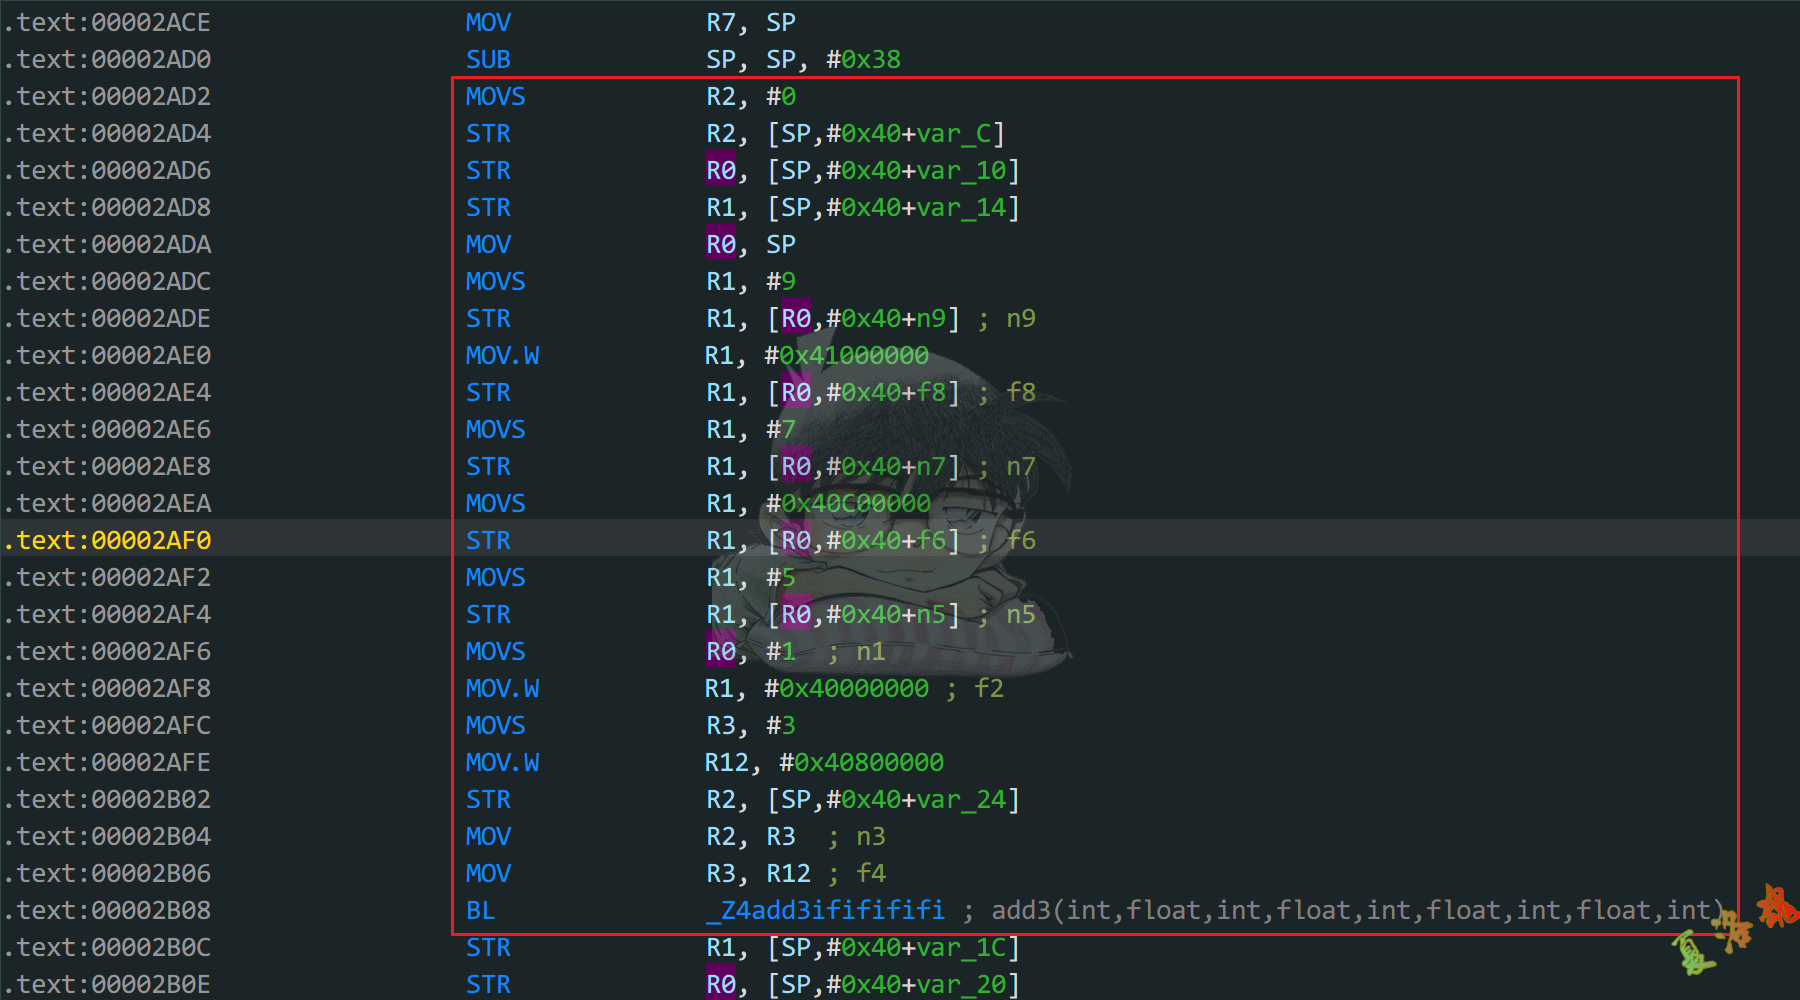 .text:00002ACE MOV R7, SP
.text:00002AD0 SUB SP, SP, #0x38
.text:00002AD2 MOVS R2, #0
.text:00002AD4 STR R2, [SP,#0x40+var_C]
.text:00002AD6 STR R0, [SP,#0x40+var_10]
.text:00002AD8 STR R1, [SP,#0x40+var_14]
.text:00002ADA MOV R0, SP
.text:00002ADC MOVS R1, #9
.text:00002ADE STR R1, [R0,#0x40+n9] ; n9
.text:00002AE0 MOV.W R1, #0x41000000
.text:00002AE4 STR R1, [R0,#0x40+f8] ; f8
.text:00002AE6 MOVS R1, #7
.text:00002AE8 STR R1, [R0,#0x40+n7] ; n7
.text:00002AEA MOVS R1, #0x40C00000
.text:00002AF0 STR R1, [R0,#0x40+f6] ; f6
.text:00002AF2 MOVS R1, #5
.text:00002AF4 STR R1, [R0,#0x40+n5] ; n5
.text:00002AF6 MOVS R0, #1 ; n1
.text:00002AF8 MOV.W R1, #0x40000000 ; f2
.text:00002AFC MOVS R3, #3
.text:00002AFE MOV.W R12, #0x40800000
.text:00002B02 STR R2, [SP,#0x40+var_24]
.text:00002B04 MOV R2, R3 ; n3
.text:00002B06 MOV R3, R12 ; f4
.text:00002B08 BL _Z4add3ififififi ; add3(int,float,int,float,int,float,int,float,int)
.text:00002B0C STR R1, [SP,#0x40+var_1C]
.text:00002B0E STR R0, [SP,#0x40+var_20]